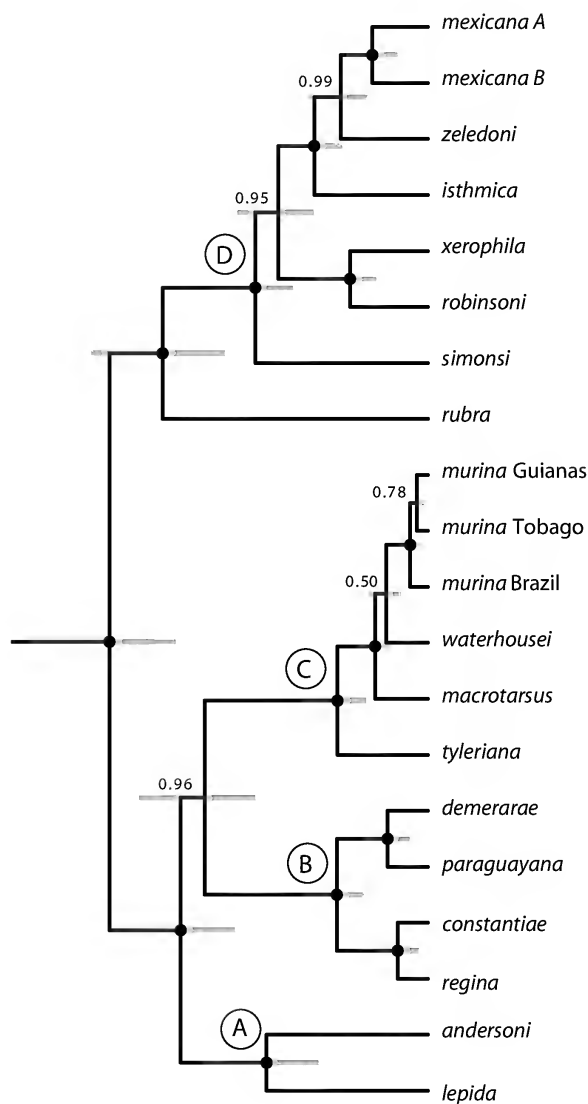 mexicana A
mexicana B
0.99
zeledoni
isthmica
0.95
D
xerophila
robinsoni
simonsi
rubra
murina Guianas
0.78
murina Tobago
murina Brazil
0.50
waterhousei
C
macrotarsus
tyleriana
0.96
demerarae
B
paraguayana
constantiae
regina
A
andersoni
lepida